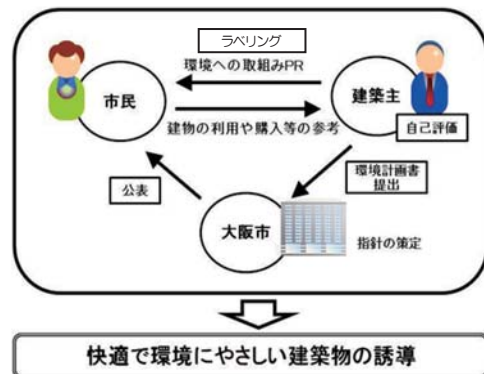 ラベリング
環境への取組みPR
市民
建築主
建物の利用や購入等の参考
自己評価
環境計画書
提出
公表
大阪市
指針の策定
快適で環境にやさしい建築物の誘導